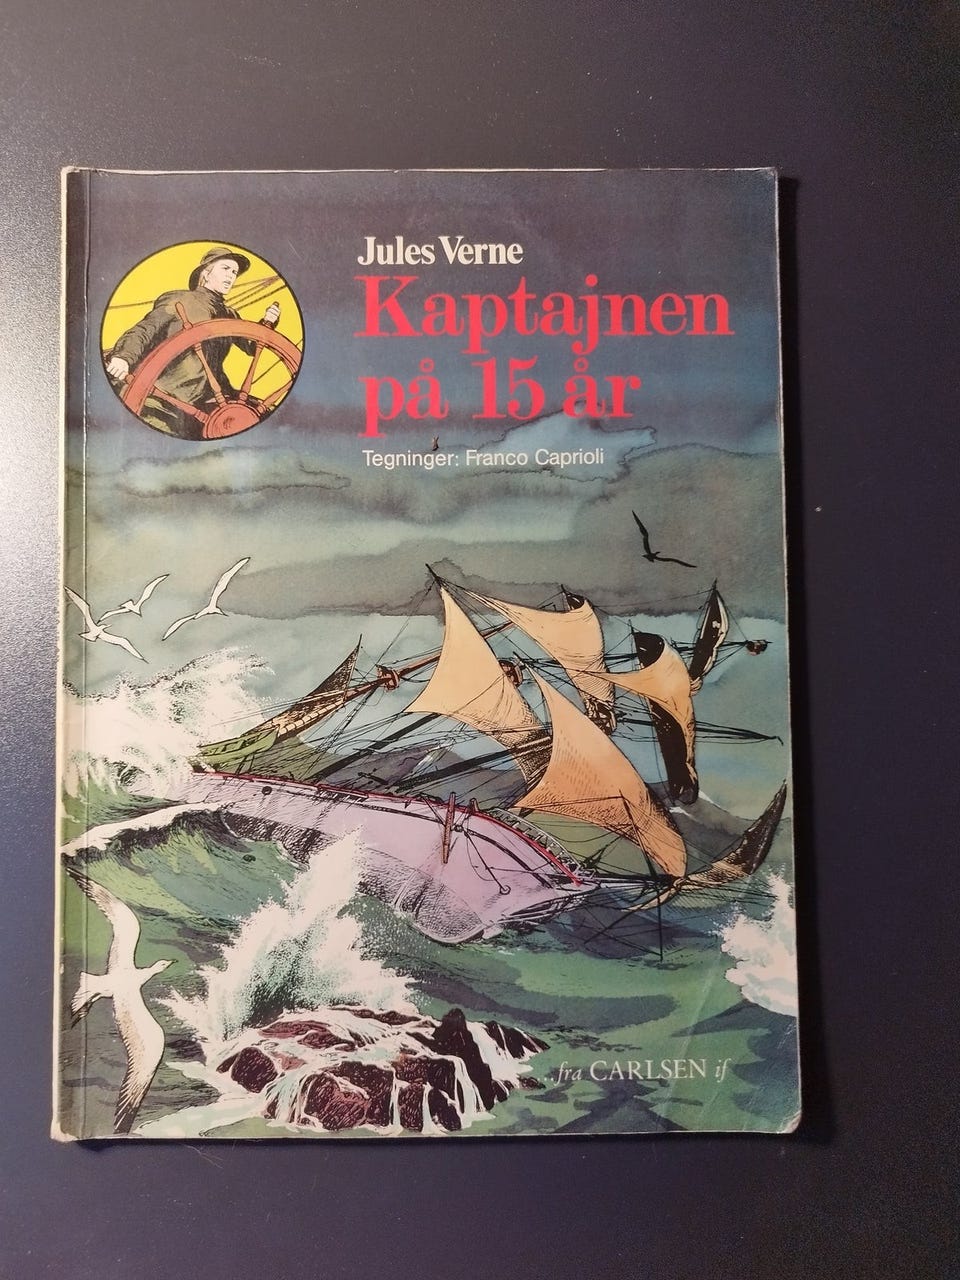 Jules Verne
Kaptajnen
på 15 år
Tegninger: Franco Caprioli
fra CARLSEN if